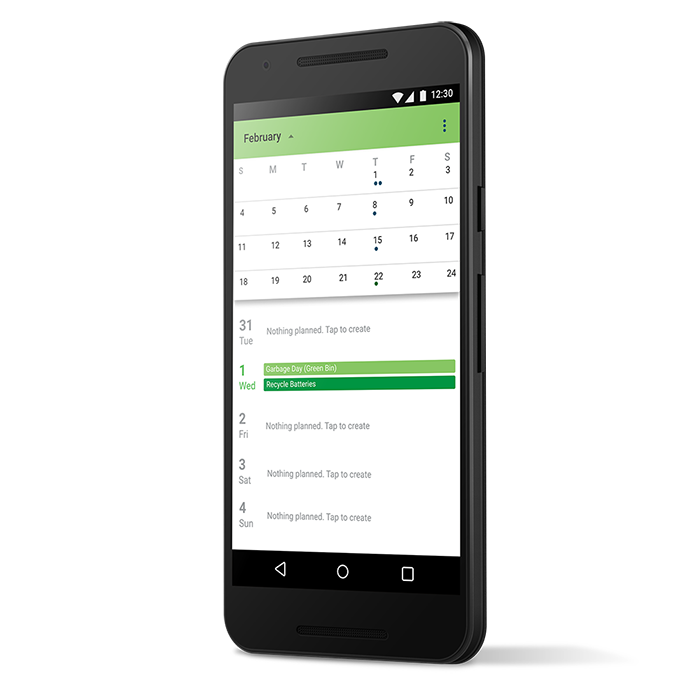 12:30
February
S M T W T F S
1 2 3
4 5 6 7 8 9 10
11 12 13 14 15 16 17
18 19 20 21 22 23 24
31
Tue
Nothing planned. Tap to create
1
Wed
Garbage Day (Green Bin)
Recycle Batteries
2
Fri
Nothing planned. Tap to create
3
Sat
Nothing planned. Tap to create
4
Sun
Nothing planned. Tap to create